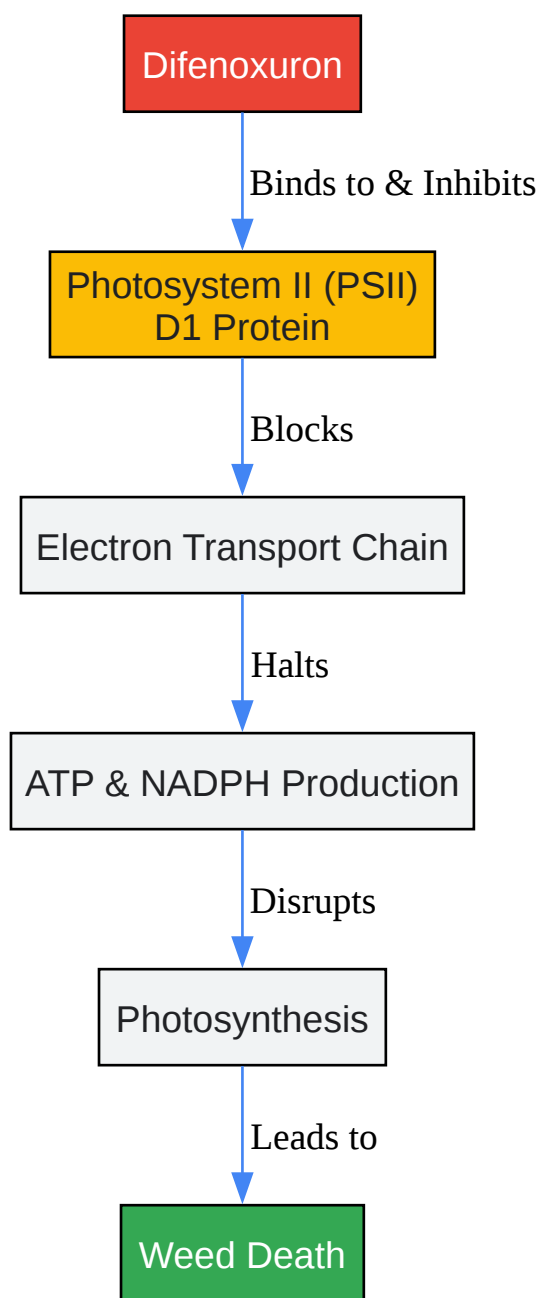 Difenoxuron
Binds to & Inhibits
Photosystem II (PSII)
D1 Protein
Blocks
Electron Transport Chain
Halts
ATP & NADPH Production
Disrupts
Photosynthesis
Leads to
Weed Death